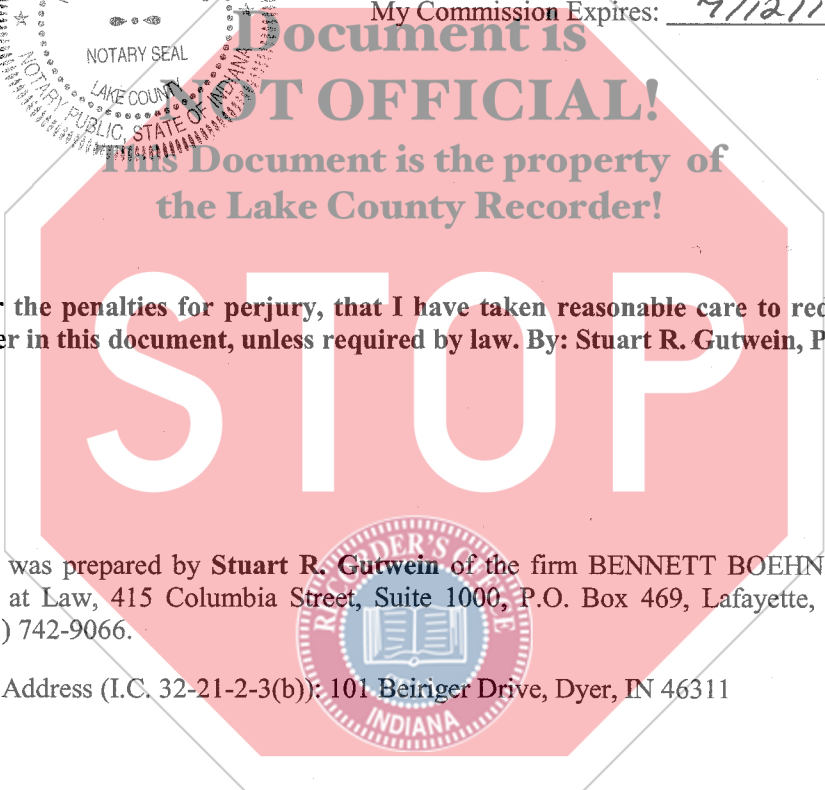 My Commission Expires:
NOTARY SEAL
LAKE COUNTY
NOTARY PUBLIC, STATE OF INDIANA
Document is
NOT OFFICIAL!
This Document is the property of
the Lake County Recorder!
r the penalties for perjury, that I have taken reasonable care to red
er in this document, unless required by law. By: Stuart R. Gutwein, P
STOP
was prepared by Stuart R. Gutwein of the firm BENNETT BOEHN
at Law, 415 Columbia Street, Suite 1000, P.O. Box 469, Lafayette,
) 742-9066.
Address (I.C. 32-21-2-3(b)): 101 Beiriger Drive, Dyer, IN 46311
RECORDER'S OFFICE
INDIANA